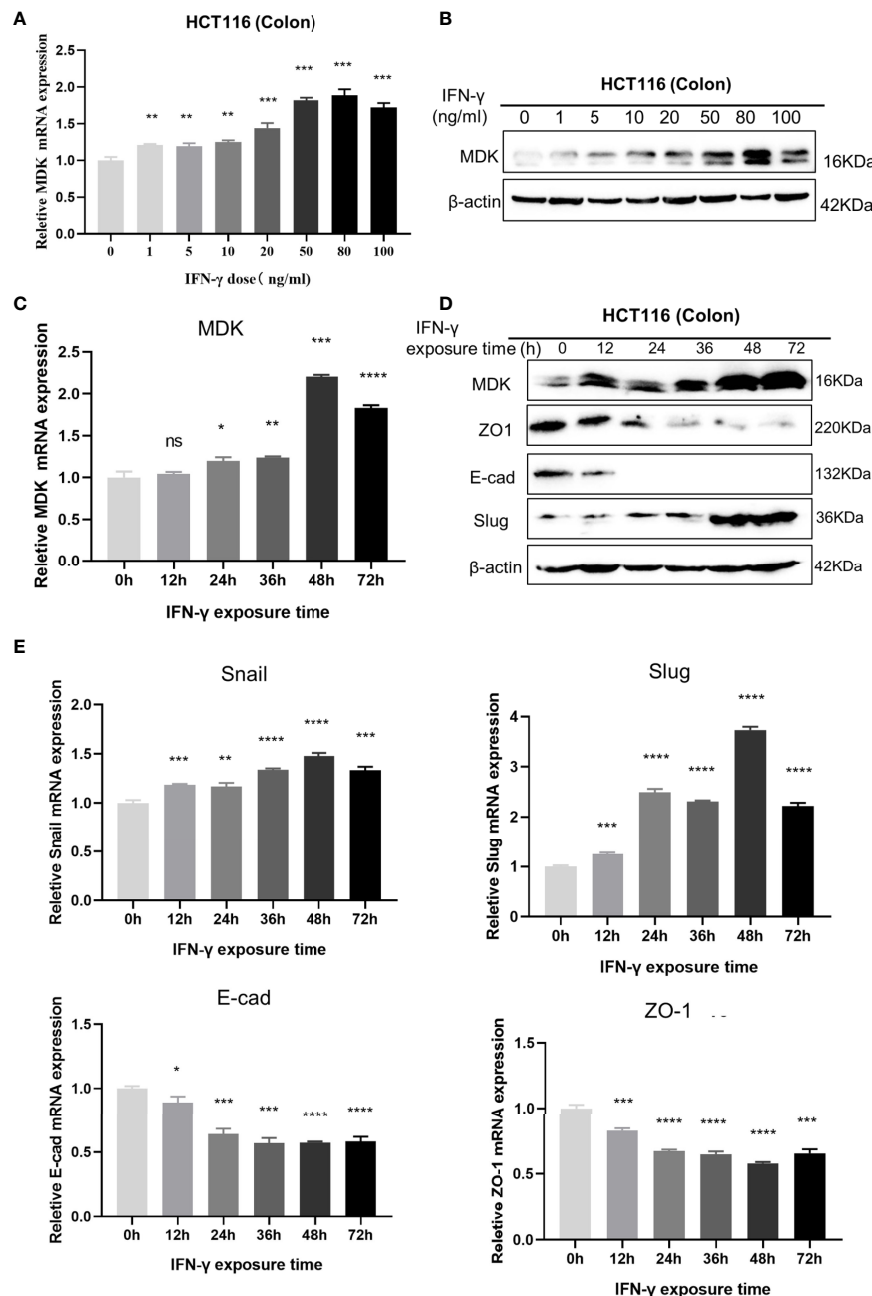 A
HCT116 (Colon)
Reletive MDK mRNA expression
2.5
2.0
1.5
1.0
0.5
0.0
** ** ** *** *** *** ***
0 1 5 10 20 50 80 100
IFN-γ dose( ng/ml)
B
HCT116 (Colon)
IFN-γ
(ng/ml) 0 1 5 10 20 50 80 100
MDK 16KDa
β-actin 42KDa
C
MDK
Reletive MDK mRNA expression
2.5
2.0
1.5
1.0
0.5
0.0
ns * ** *** ****
0h 12h 24h 36h 48h 72h
IFN-γ exposure time
D
HCT116 (Colon)
IFN-γ
exposure time (h) 0 12 24 36 48 72
MDK 16KDa
ZO1 220KDa
E-cad 132KDa
Slug 36KDa
β-actin 42KDa
E
Snail
Reletive Snail mRNA expression
2.0
1.5
1.0
0.5
0.0
*** ** **** **** ***
0h 12h 24h 36h 48h 72h
IFN-γ exposure time
Slug
Reletive Slug mRNA expression
4
3
2
1
0
*** **** **** **** ****
0h 12h 24h 36h 48h 72h
IFN-γ exposure time
E-cad
Reletive E-cad mRNA expression
1.5
1.0
0.5
0.0
* *** *** **** ****
0h 12h 24h 36h 48h 72h
IFN-γ exposure time
ZO-1
Reletive ZO-1 mRNA expression
1.5
1.0
0.5
0.0
*** **** **** **** ***
0h 12h 24h 36h 48h 72h
IFN-γ exposure time